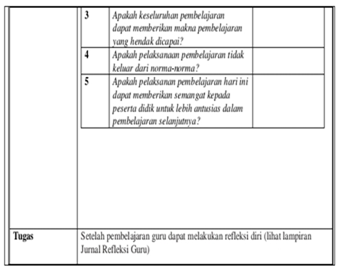 3 Apakah keseluruhan pembelajaran
dapat memberikan makna pembelajaran
yang hendak dicapai?
4 Apakah pelaksanaan pembelajaran tidak
keluar dari norma-norma?
5 Apakah pelaksanan pembelajaran hari ini
dapat memberikan semangat kepada
peserta didik untuk lebih antusias dalam
pembelajaran selanjutnya?
Tugas Setelah pembelajaran guru dapat melakukan refleksi diri (lihat lampiran
Jurnal Refleksi Guru)